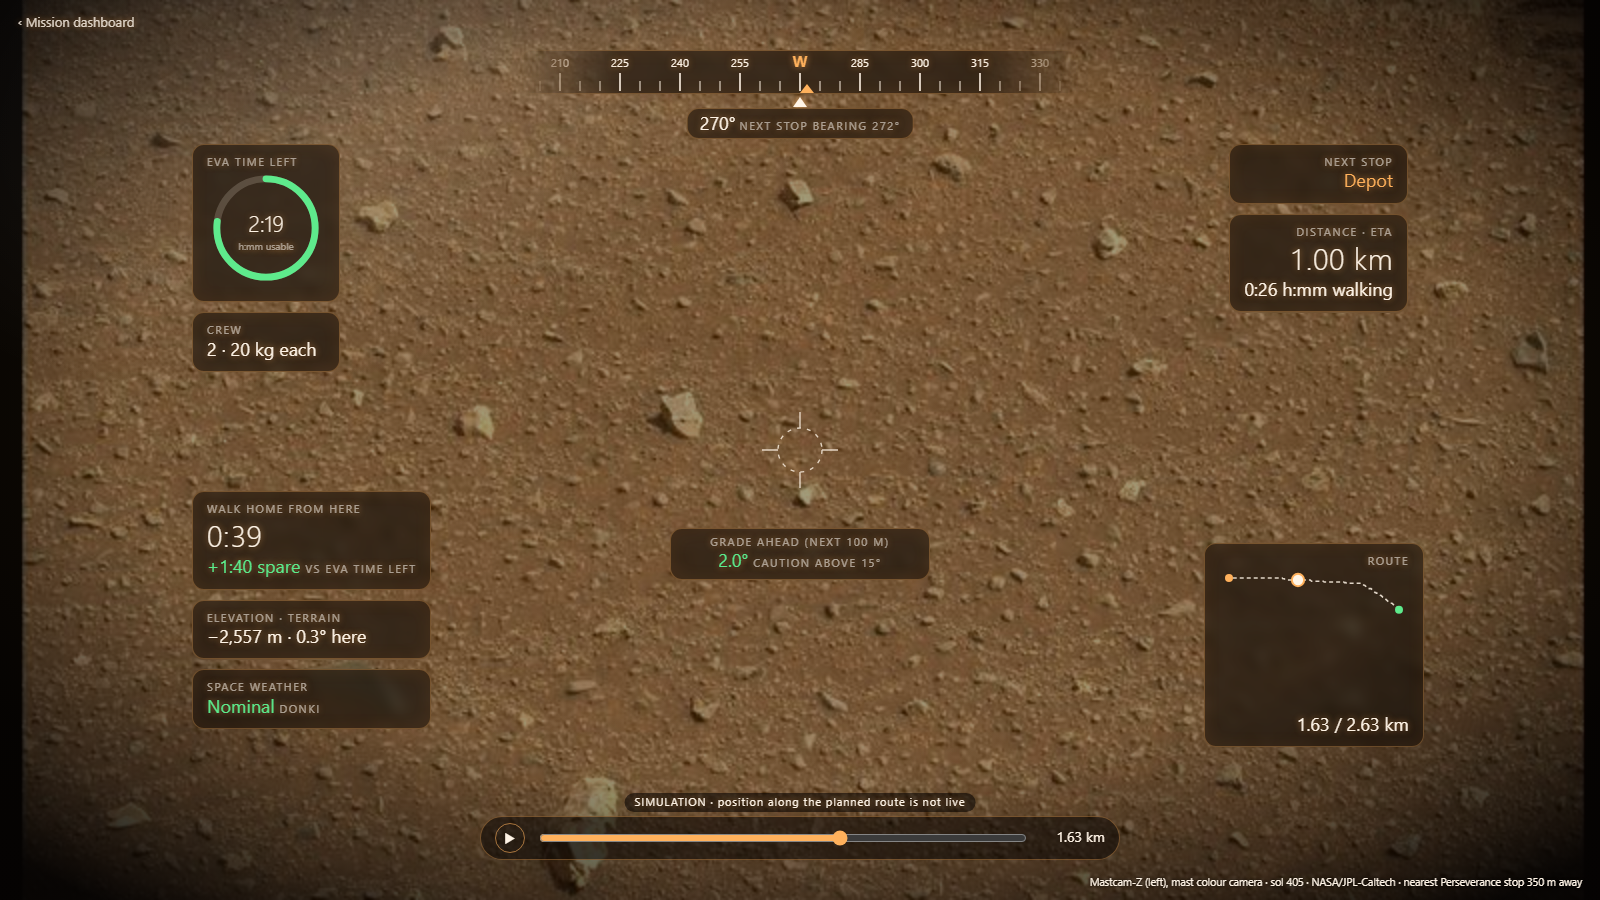 ‹ Mission dashboard
210 225 240 255 W 285 300 315 330
270° NEXT STOP BEARING 272°
EVA TIME LEFT
2:19
h:mm usable
CREW
2 · 20 kg each
NEXT STOP
Depot
DISTANCE · ETA
1.00 km
0:26 h:mm walking
WALK HOME FROM HERE
0:39
+1:40 spare VS EVA TIME LEFT
ELEVATION · TERRAIN
−2,557 m · 0.3° here
SPACE WEATHER
Nominal DONKI
GRADE AHEAD (NEXT 100 M)
2.0° CAUTION ABOVE 15°
ROUTE
1.63 / 2.63 km
SIMULATION · position along the planned route is not live
1.63 km
Mastcam-Z (left), mast colour camera · sol 405 · NASA/JPL-Caltech · nearest Perseverance stop 350 m away